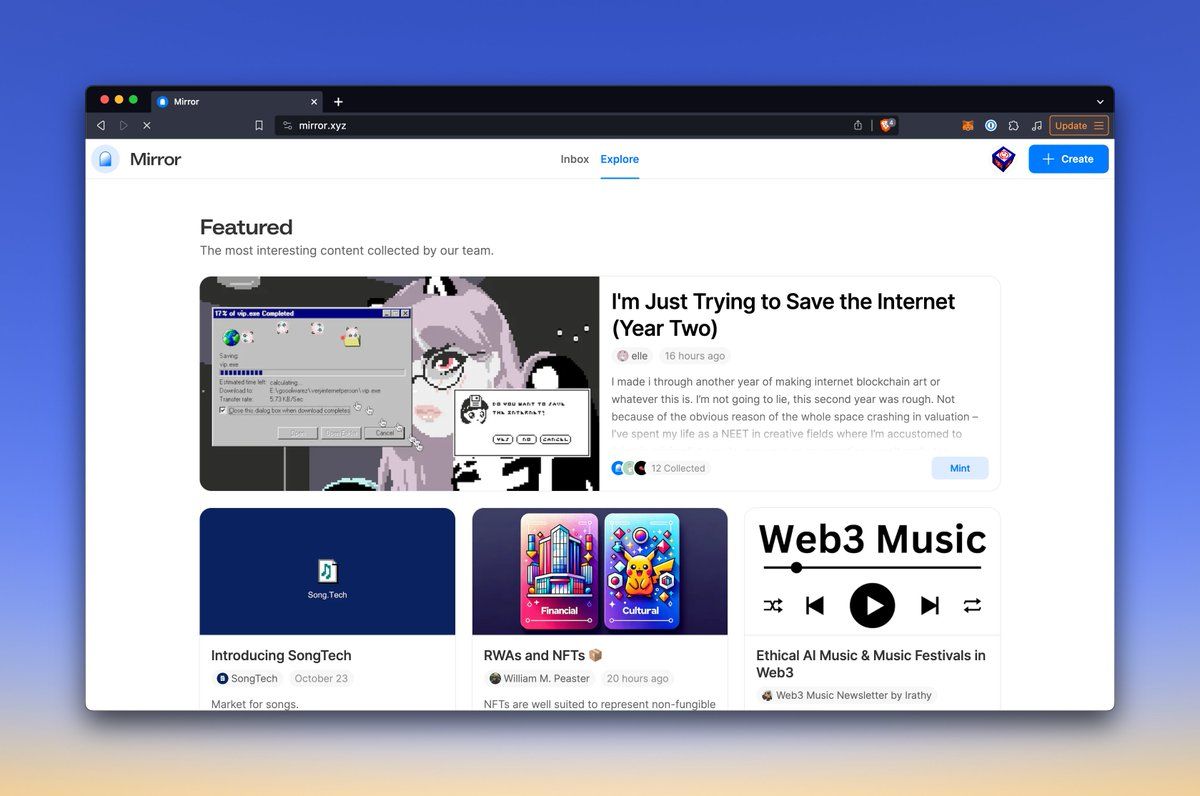 Mirror
mirror.xyz
4
Update
Mirror
Inbox
Explore
Create
Featured
The most interesting content collected by our team.
17% of vip.exe Completed
Saving:
vip.exe
Estimated time left: calculating...
Transfer rate: 5.73 KB/Sec
Close this dialog box when download completes
Open
Open Folder
Cancel
DO YOU WANT TO SAVE
THE INTERNET?
YES
NO
CANCEL
I'm Just Trying to Save the Internet
(Year Two)
elle
16 hours ago
I made i through another year of making internet blockchain art or
whatever this is. I'm not going to lie, this second year was rough. Not
because of the obvious reason of the whole space crashing in valuation –
I've spent my life as a NEET in creative fields where I'm accustomed to
12 Collected
Mint
Song.Tech
Introducing SongTech
SongTech
October 23
Market for songs.
Financial
Cultural
RWAs and NFTs 📦
William M. Peaster
20 hours ago
NFTs are well suited to represent non-fungible
Web3 Music
Ethical AI Music & Music Festivals in
Web3
Web3 Music Newsletter by Irathy